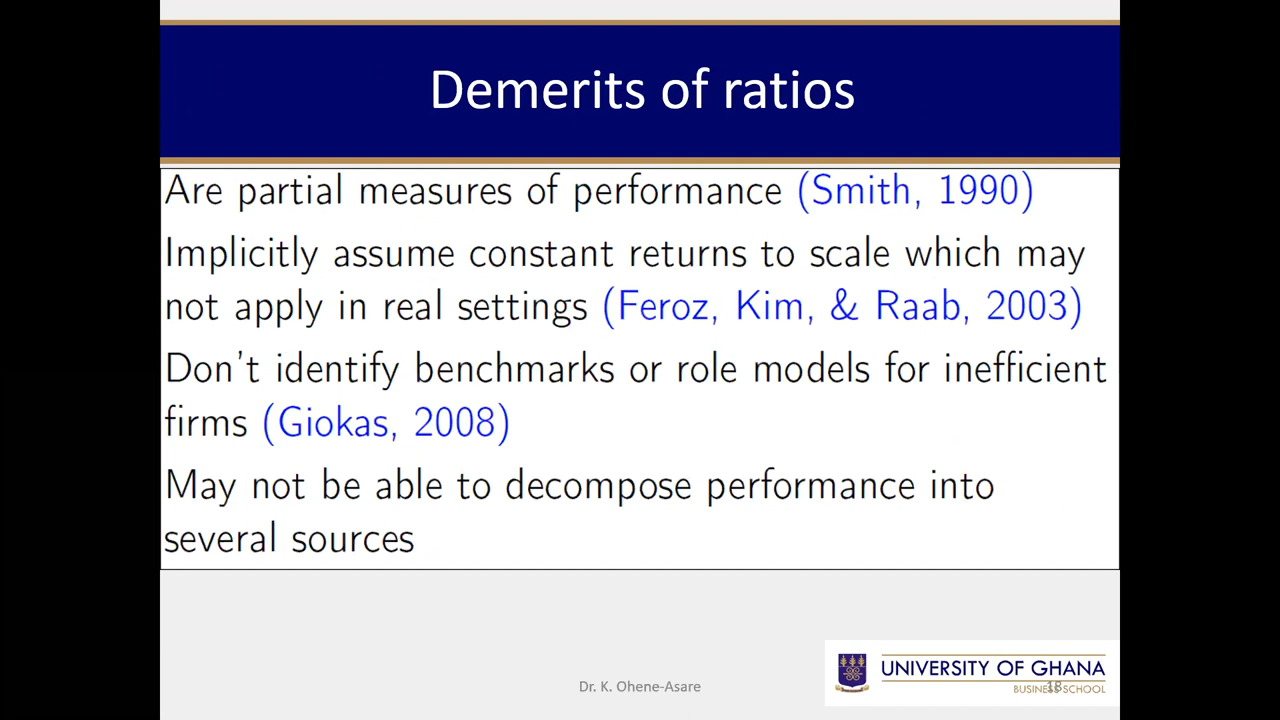 Demerits of ratios
Are partial measures of performance (Smith, 1990)
Implicitly assume constant returns to scale which may
not apply in real settings (Feroz, Kim, & Raab, 2003)
Don't identify benchmarks or role models for inefficient
firms (Giokas, 2008)
May not be able to decompose performance into
several sources
Dr. K. Ohene-Asare
UNIVERSITY OF GHANA
BUSINESS SCHOOL
18